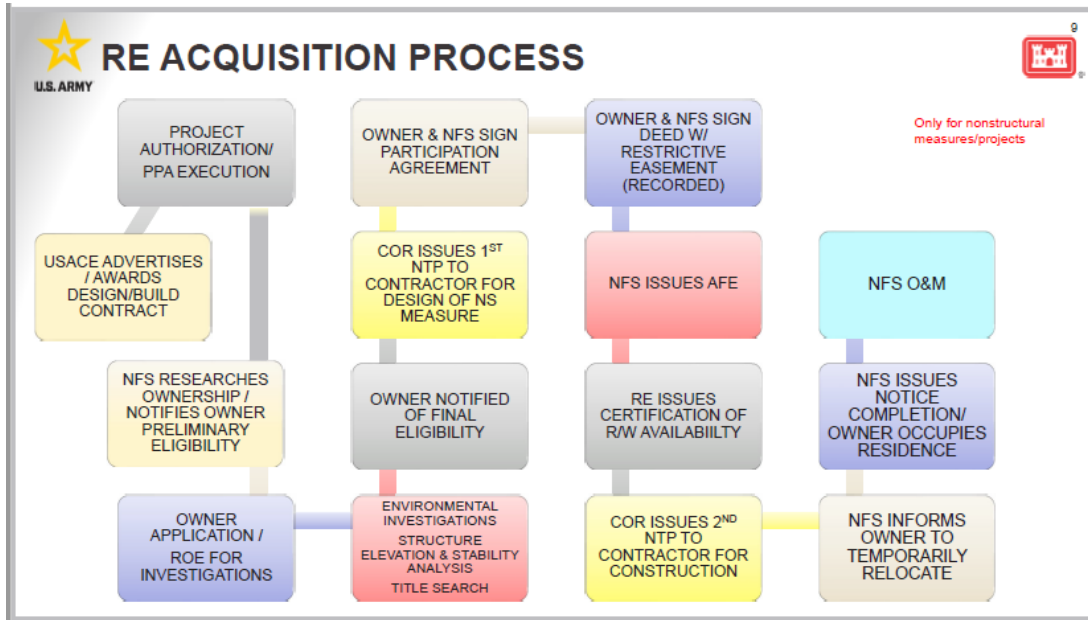 9
RE ACQUISITION PROCESS
U.S. ARMY
®
Only for nonstructural
measures/projects
PROJECT
AUTHORIZATION/
PPA EXECUTION
USACE ADVERTISES
/ AWARDS
DESIGN/BUILD
CONTRACT
NFS RESEARCHES
OWNERSHIP /
NOTIFIES OWNER
PRELIMINARY
ELIGIBILITY
OWNER
APPLICATION /
ROE FOR
INVESTIGATIONS
ENVIRONMENTAL
INVESTIGATIONS
STRUCTURE
ELEVATION & STABILITY
ANALYSIS
TITLE SEARCH
OWNER NOTIFIED
OF FINAL
ELIGIBILITY
COR ISSUES 1ST
NTP TO
CONTRACTOR FOR
DESIGN OF NS
MEASURE
OWNER & NFS SIGN
PARTICIPATION
AGREEMENT
OWNER & NFS SIGN
DEED W/
RESTRICTIVE
EASEMENT
(RECORDED)
NFS ISSUES AFE
RE ISSUES
CERTIFICATION OF
R/W AVAILABIILTY
COR ISSUES 2ND
NTP TO
CONTRACTOR FOR
CONSTRUCTION
NFS INFORMS
OWNER TO
TEMPORARILY
RELOCATE
NFS ISSUES
NOTICE
COMPLETION/
OWNER OCCUPIES
RESIDENCE
NFS O&M